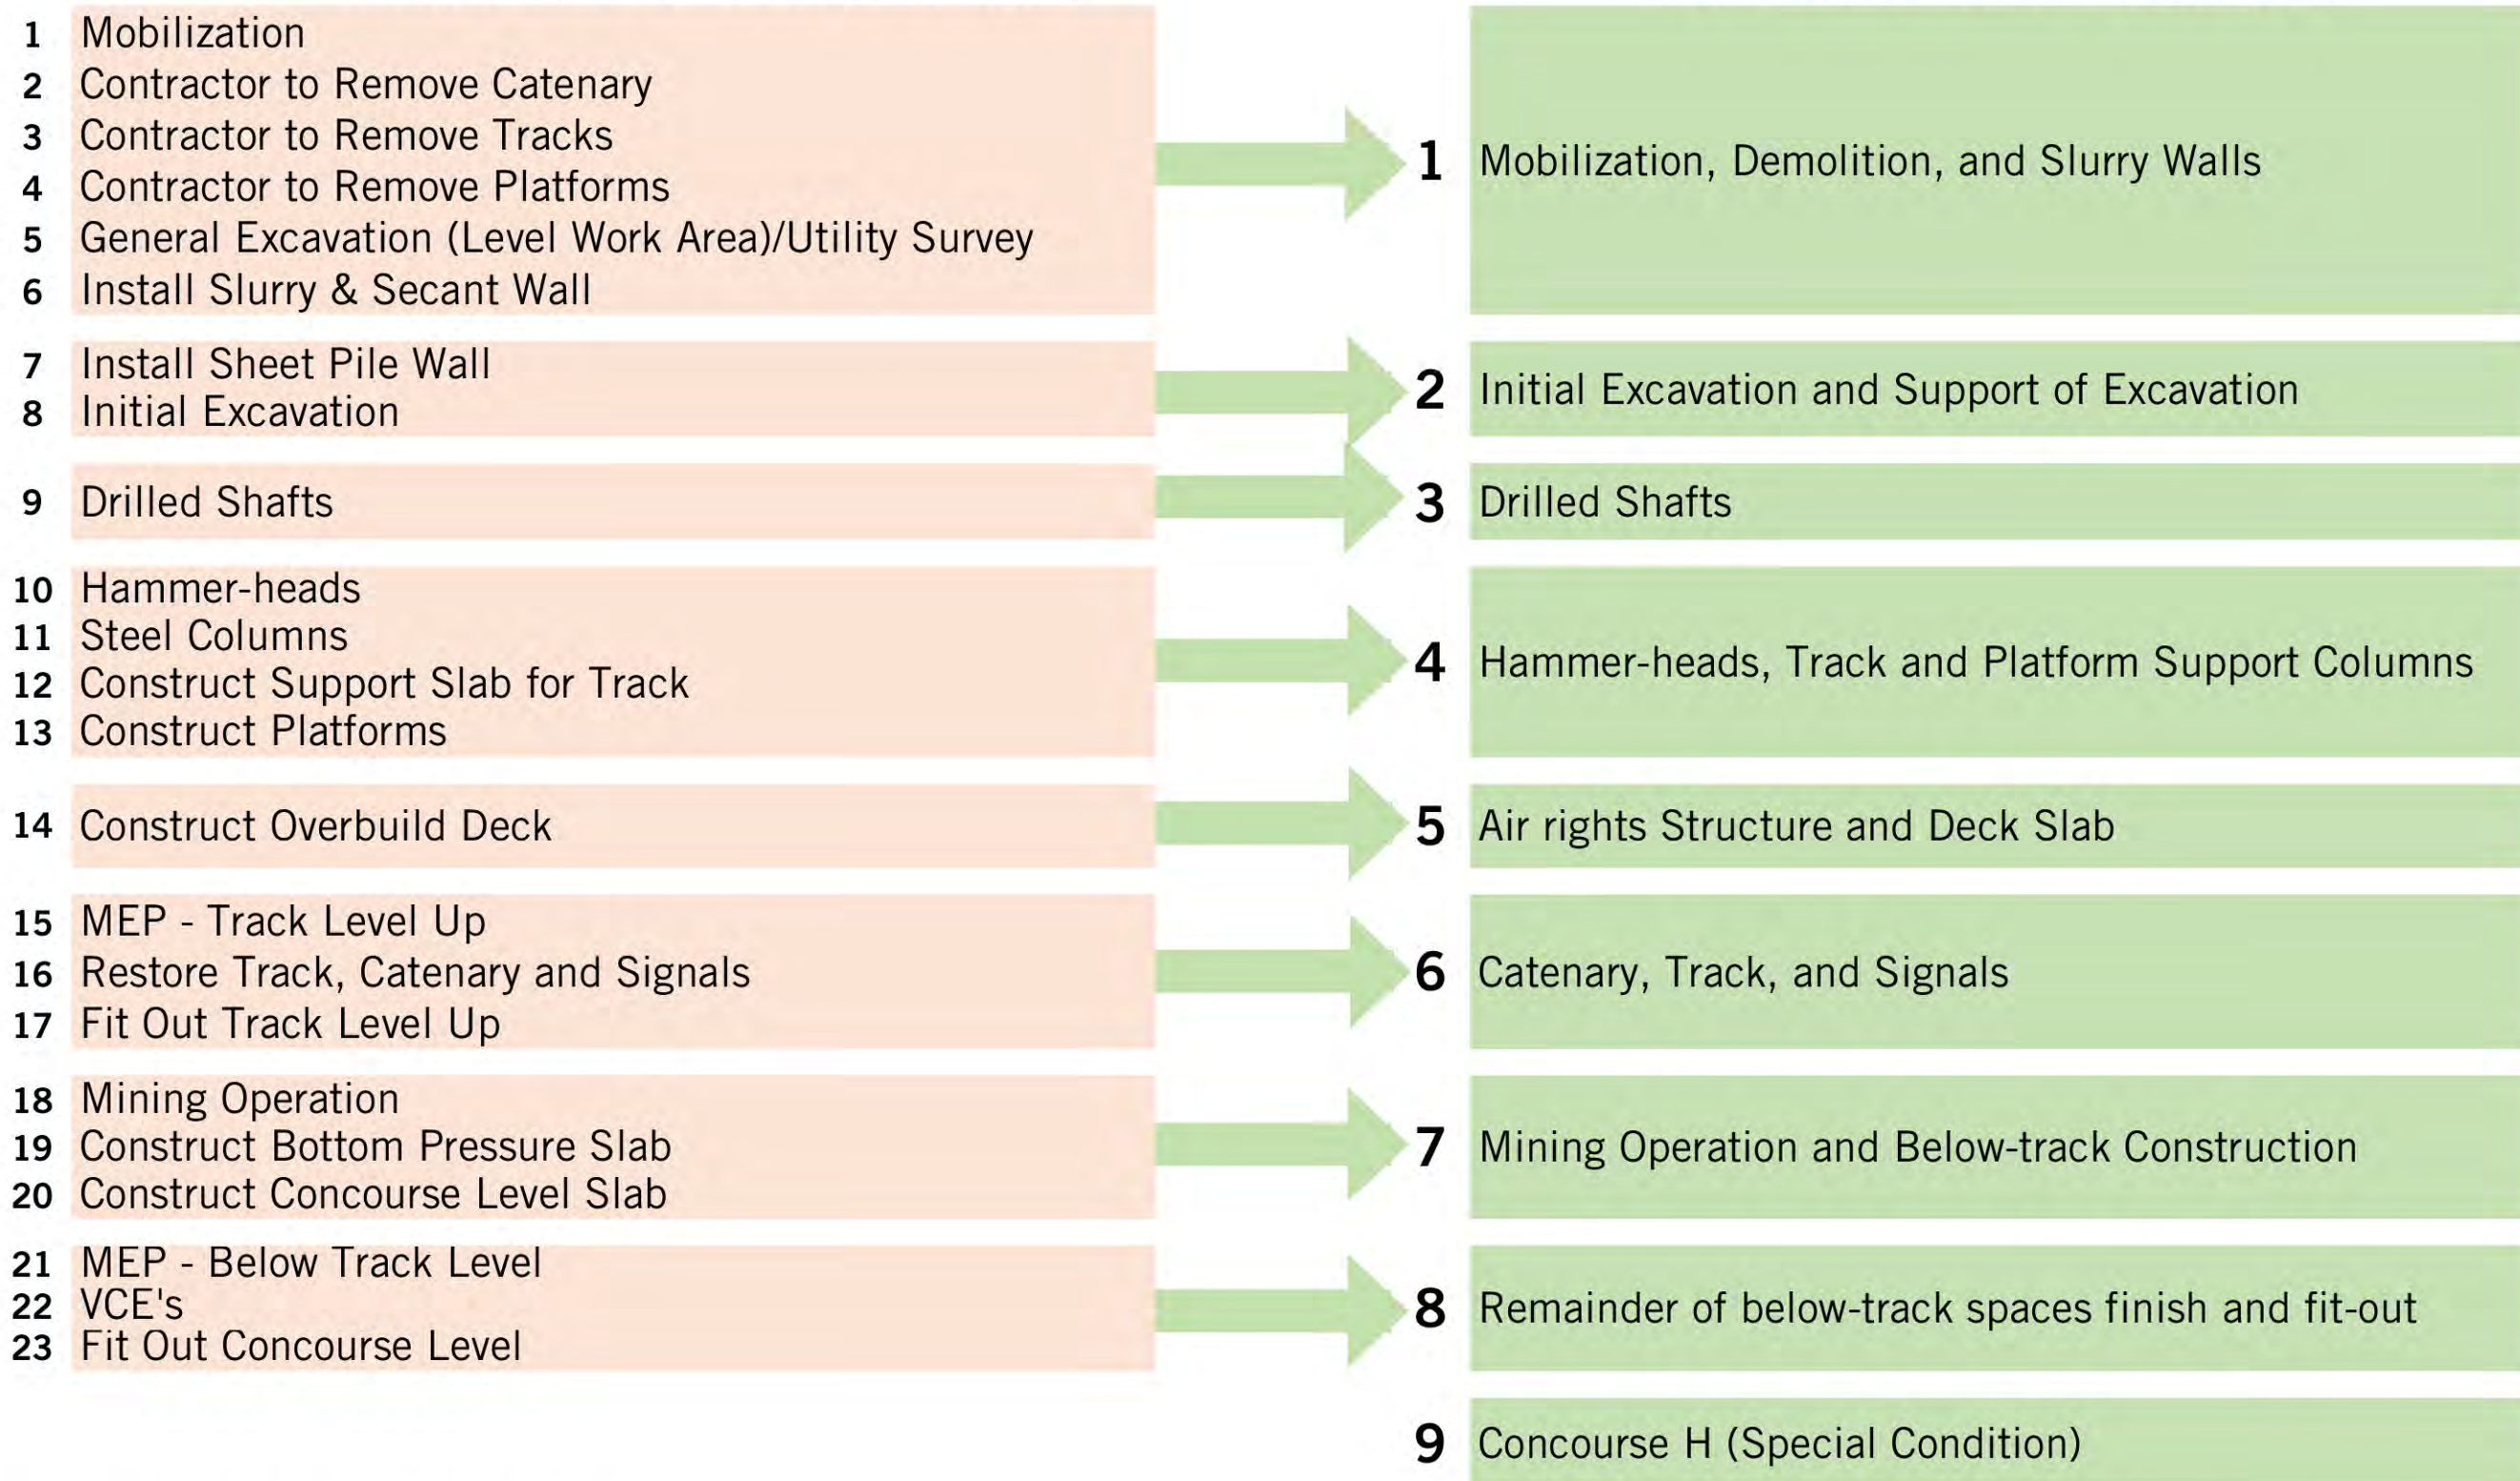 1 Mobilization
2 Contractor to Remove Catenary
3 Contractor to Remove Tracks
4 Contractor to Remove Platforms
5 General Excavation (Level Work Area)/Utility Survey
6 Install Slurry & Secant Wall
1 Mobilization, Demolition, and Slurry Walls
7 Install Sheet Pile Wall
8 Initial Excavation
2 Initial Excavation and Support of Excavation
9 Drilled Shafts
3 Drilled Shafts
10 Hammer-heads
11 Steel Columns
12 Construct Support Slab for Track
13 Construct Platforms
4 Hammer-heads, Track and Platform Support Columns
14 Construct Overbuild Deck
5 Air rights Structure and Deck Slab
15 MEP - Track Level Up
16 Restore Track, Catenary and Signals
17 Fit Out Track Level Up
6 Catenary, Track, and Signals
18 Mining Operation
19 Construct Bottom Pressure Slab
20 Construct Concourse Level Slab
7 Mining Operation and Below-track Construction
21 MEP - Below Track Level
22 VCE's
23 Fit Out Concourse Level
8 Remainder of below-track spaces finish and fit-out
9 Concourse H (Special Condition)